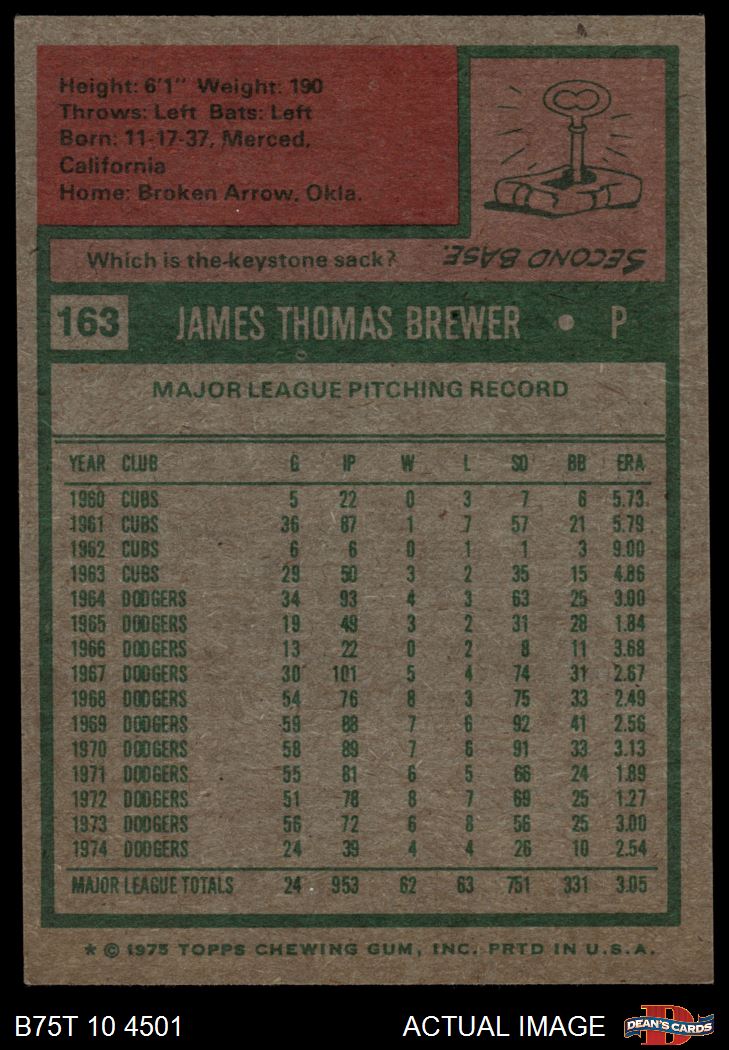 Height: 6'1" Weight: 190
Throws: Left Bats: Left
Born: 11-17-37, Merced,
California
Home: Broken Arrow, Okla.
Which is the keystone sack?
SECOND BASE.
163 JAMES THOMAS BREWER • P
MAJOR LEAGUE PITCHING RECORD
YEAR CLUB G IP W L SO BB ERA
1960 CUBS 5 22 0 3 7 6 5.73
1961 CUBS 36 87 1 7 57 21 5.79
1962 CUBS 6 6 0 1 1 3 9.00
1963 CUBS 29 50 3 2 35 15 4.86
1964 DODGERS 34 93 4 3 63 25 3.00
1965 DODGERS 19 49 3 2 31 28 1.84
1966 DODGERS 13 22 0 2 8 11 3.68
1967 DODGERS 30 101 5 4 74 31 2.67
1968 DODGERS 54 76 8 3 75 33 2.49
1969 DODGERS 59 88 7 6 92 41 2.56
1970 DODGERS 58 89 7 6 91 33 3.13
1971 DODGERS 55 81 6 5 66 24 1.89
1972 DODGERS 51 78 8 7 69 25 1.27
1973 DODGERS 56 72 6 8 56 25 3.00
1974 DODGERS 24 39 4 4 26 10 2.54
MAJOR LEAGUE TOTALS 24 953 62 63 751 331 3.05
* © 1975 TOPPS CHEWING GUM, INC. PRTD IN U.S.A.
B75T 10 4501 ACTUAL IMAGE
D
DEAN'S CARDS